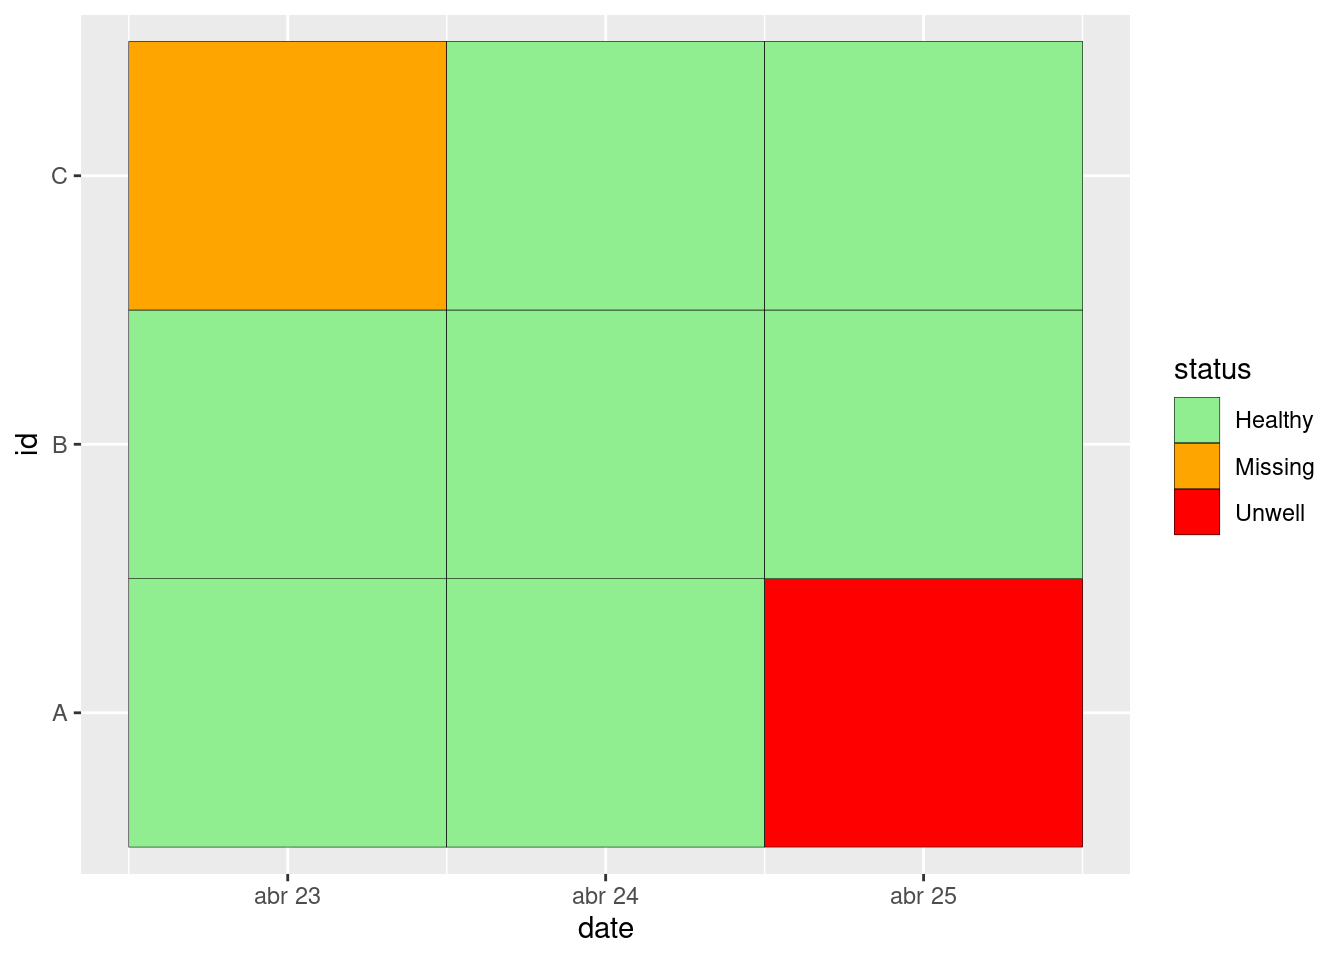 C
B
A
id
abr 23
abr 24
abr 25
date
status
Healthy
Missing
Unwell